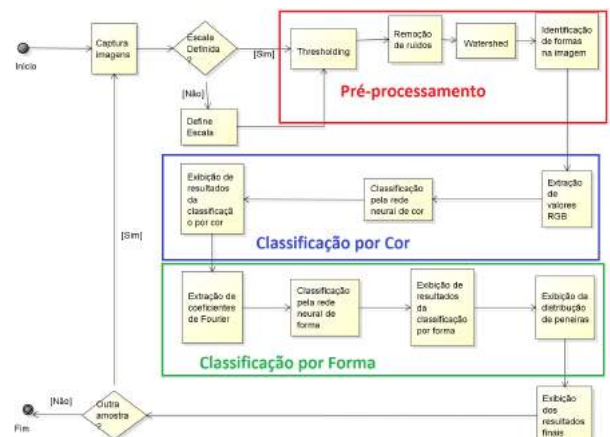 Início
Captura
imagens
Escala
Definida
?
[Sim]
[Não]
Define
Escala
Thresholding
Remoção
de ruidos
Watershed
Identificação
de formas
na imagem
Pré-processamento
Extração
de
valores
RGB
Classificação
pela rede
neural de cor
Exibição de
resultados
da
classificaçã
o por cor
Classificação por Cor
Extração de
coeficientes
de Fourier
Classificação
pela rede
neural de
forma
Exibição de
resultados
da
classificação
por forma
Exibição da
distribuição
de peneiras
Classificação por Forma
Exibição
dos
resultados
finais
Outra
amostra
?
[Sim]
[Não]
Fim